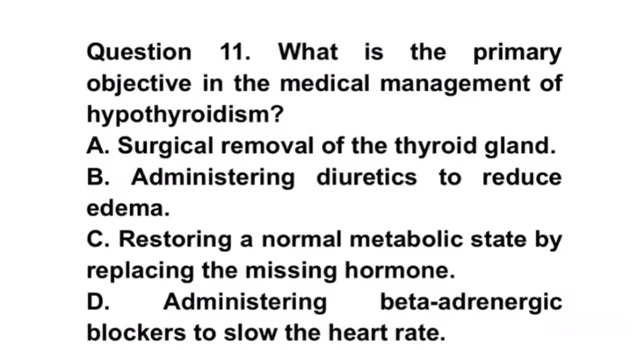 Question 11. What is the primary
objective in the medical management of
hypothyroidism?
A. Surgical removal of the thyroid gland.
B. Administering diuretics to reduce
edema.
C. Restoring a normal metabolic state by
replacing the missing hormone.
D. Administering beta-adrenergic
blockers to slow the heart rate.